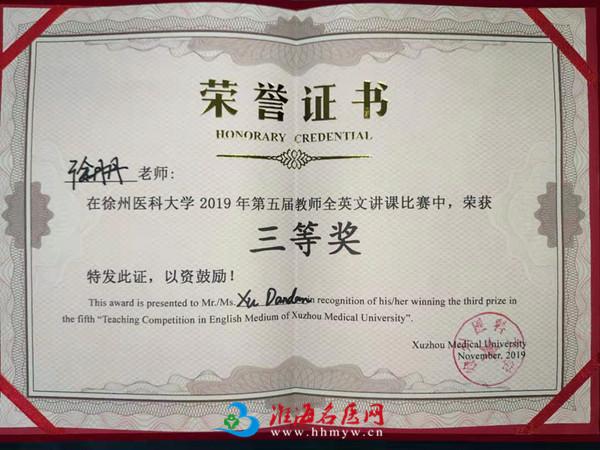 荣誉证书
HONORARY CREDENTIAL
徐丹丹 老师:
在徐州医科大学 2019 年第五届教师全英文讲课比赛中，荣获
三等奖
特发此证，以资鼓励！
This award is presented to Mr./Ms. Xu Dandan in recognition of his/her winning the third prize in
the fifth “Teaching Competition in English Medium of Xuzhou Medical University”.
Xuzhou Medical University
November, 2019
淮海名医网
www.hhmyw.cn